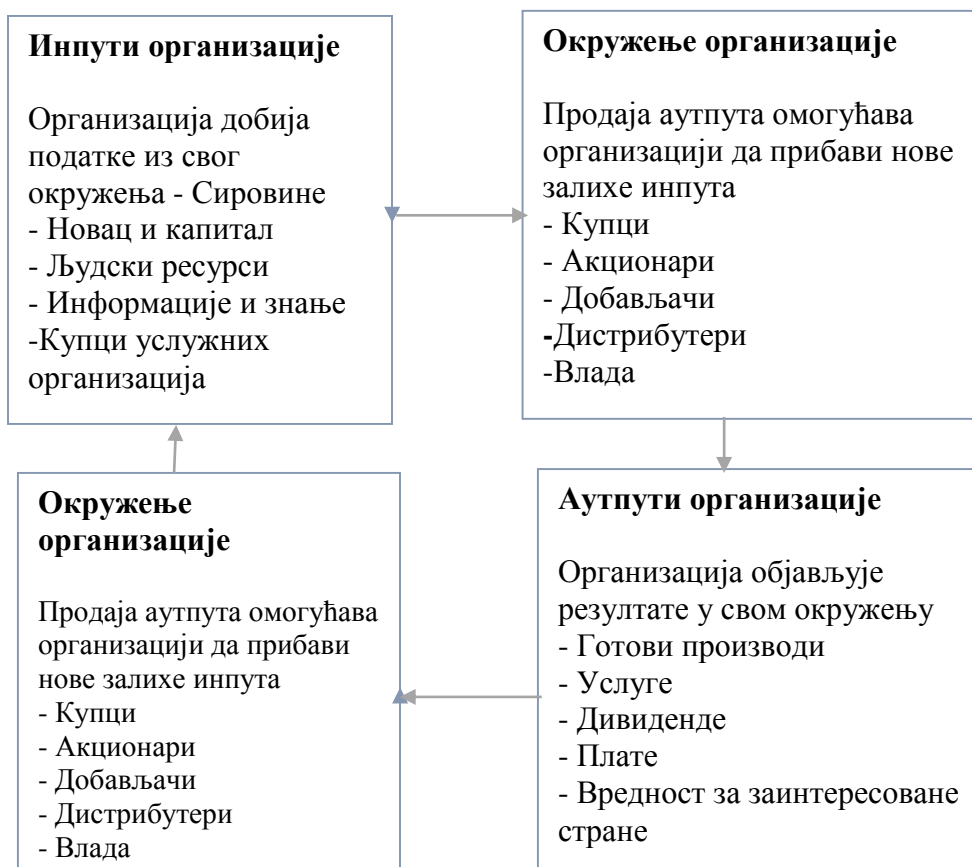 Инпути организације
Организација добија
податке из свог
окружења - Сировине
- Новац и капитал
- Људски ресурси
- Информације и знање
-Купци услужних
организација
Окружење организације
Продаја аутпута омогућава
организацији да прибави нове
залихе инпута
- Купци
- Акционари
- Добављачи
-Дистрибутери
-Влада
Окружење
организације
Продаја аутпута омогућава
организацији да прибави
нове залихе инпута
- Купци
- Акционари
- Добављачи
- Дистрибутери
- Влада
Аутпути организације
Организација објављује
резултате у свом окружењу
- Готови производи
- Услуге
- Дивиденде
- Плате
- Вредност за заинтересоване
стране